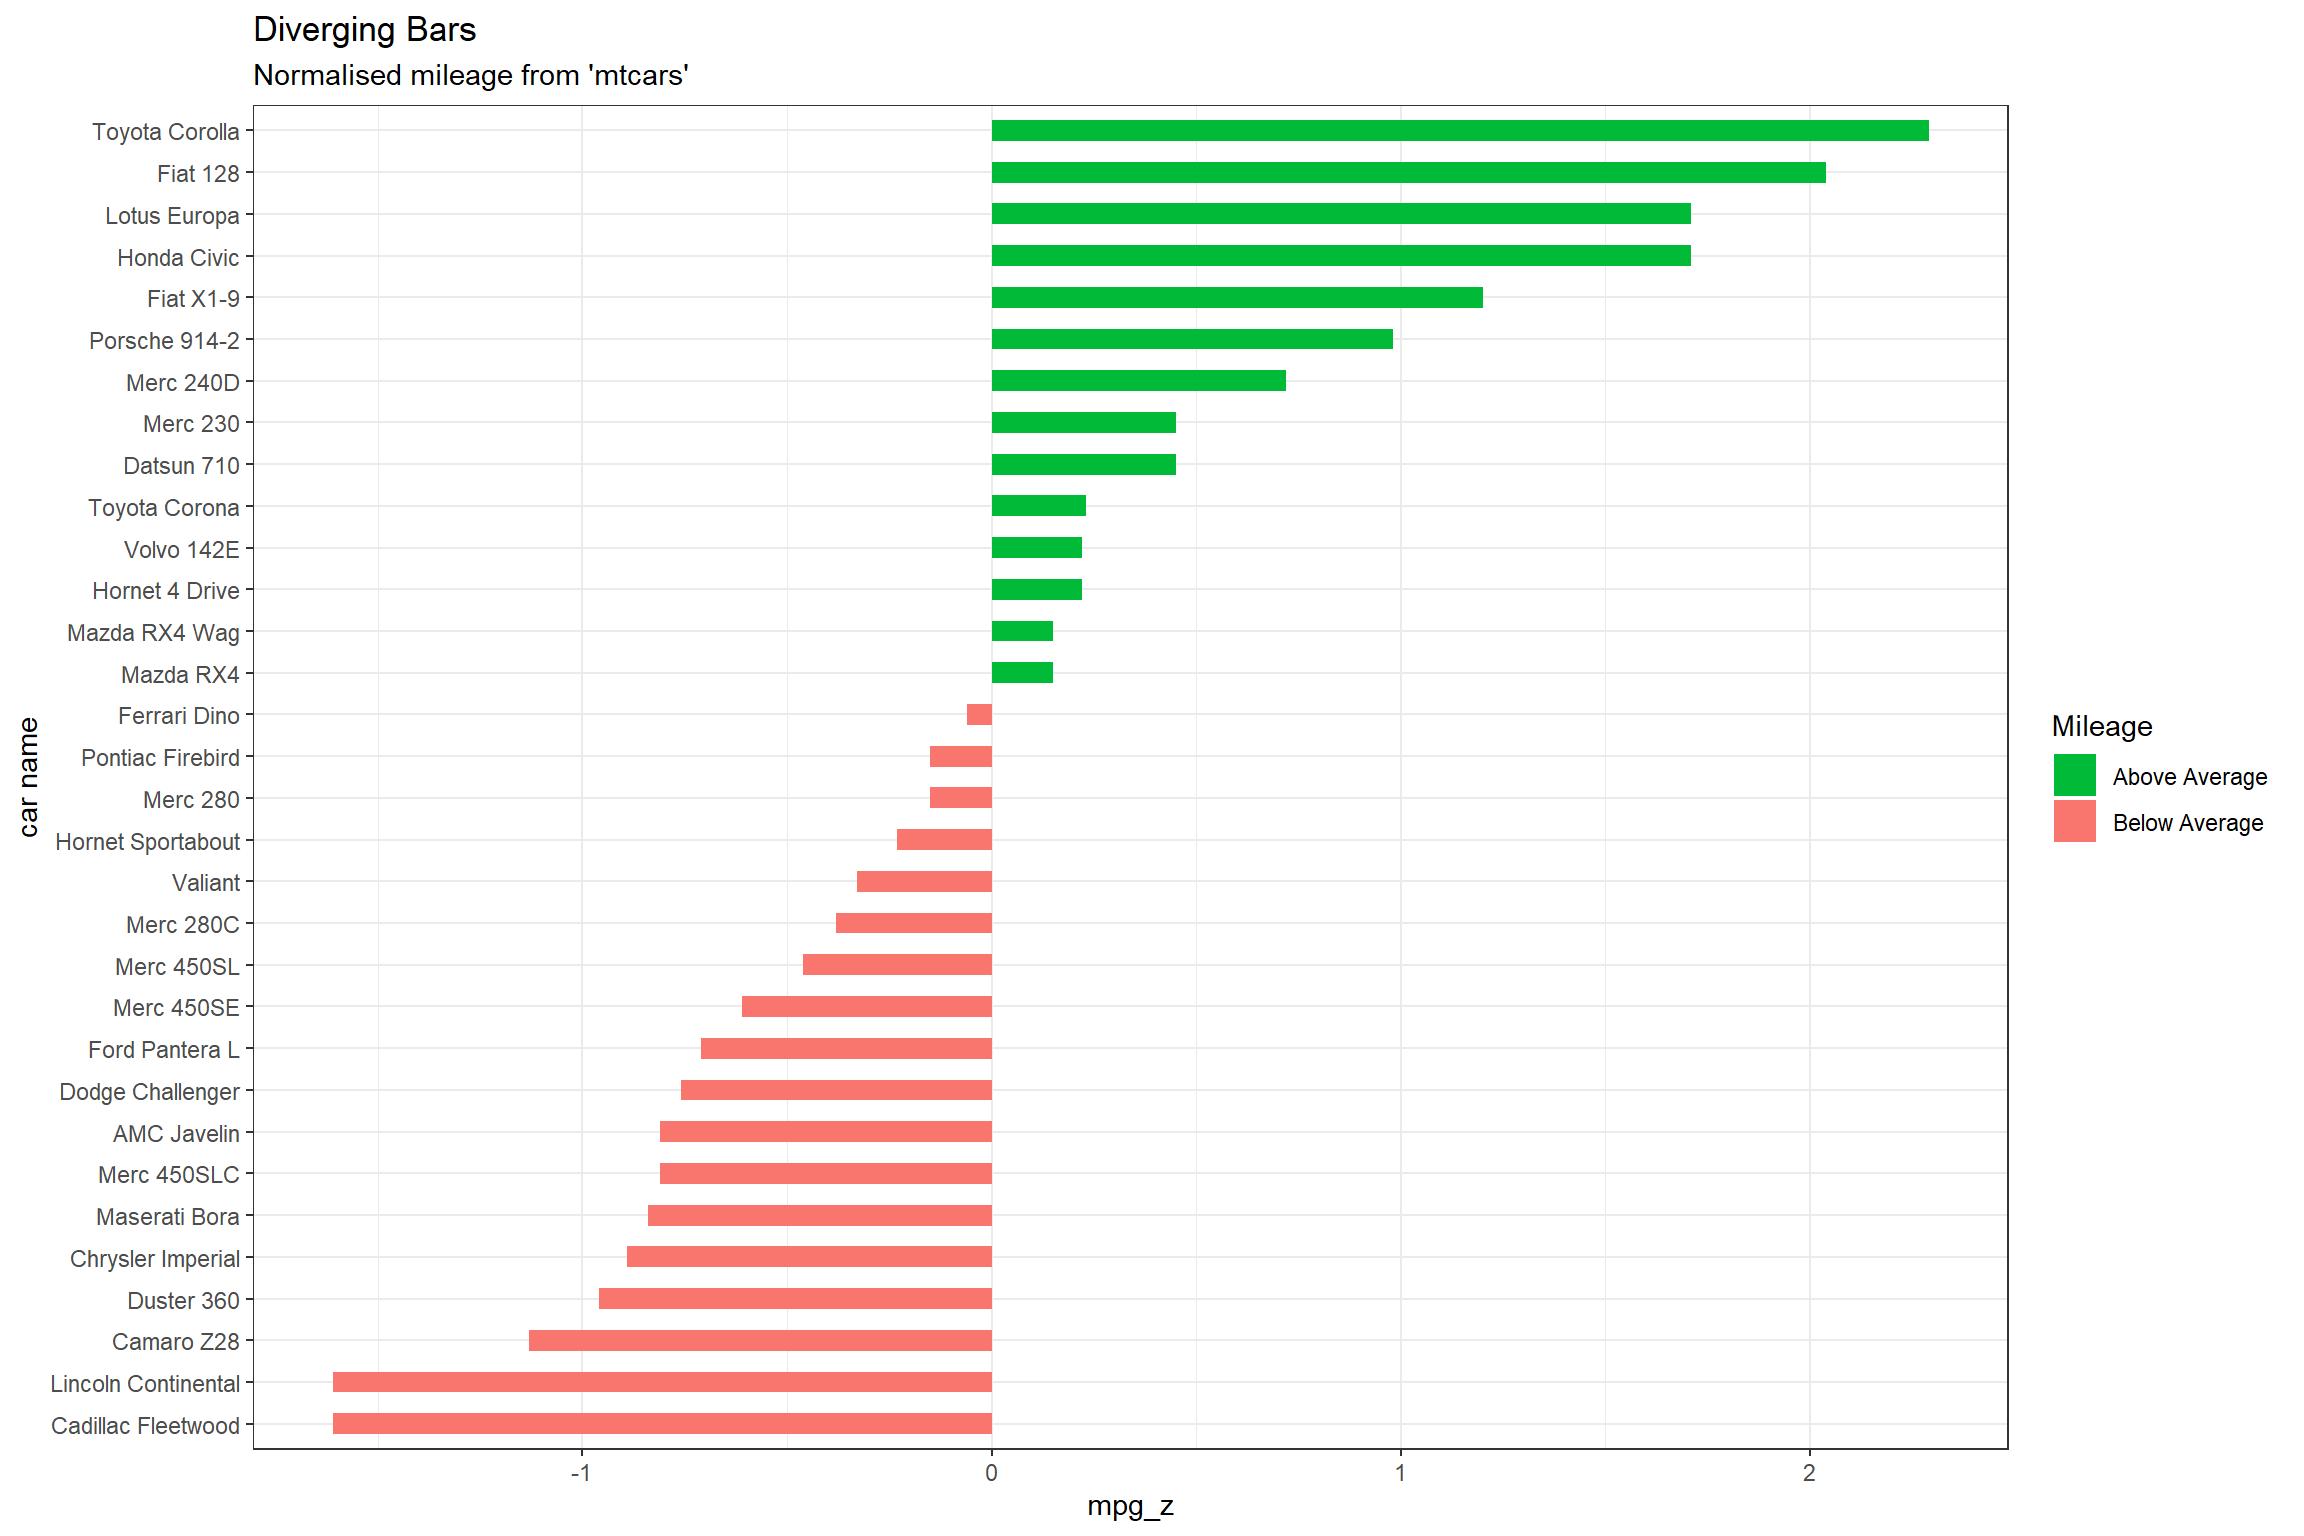 Diverging Bars
Normalised mileage from 'mtcars'
car name
Toyota Corolla
Fiat 128
Lotus Europa
Honda Civic
Fiat X1-9
Porsche 914-2
Merc 240D
Merc 230
Datsun 710
Toyota Corona
Volvo 142E
Hornet 4 Drive
Mazda RX4 Wag
Mazda RX4
Ferrari Dino
Pontiac Firebird
Merc 280
Hornet Sportabout
Valiant
Merc 280C
Merc 450SL
Merc 450SE
Ford Pantera L
Dodge Challenger
AMC Javelin
Merc 450SLC
Maserati Bora
Chrysler Imperial
Duster 360
Camaro Z28
Lincoln Continental
Cadillac Fleetwood
-1 0 1 2
mpg_z
Mileage
Above Average
Below Average